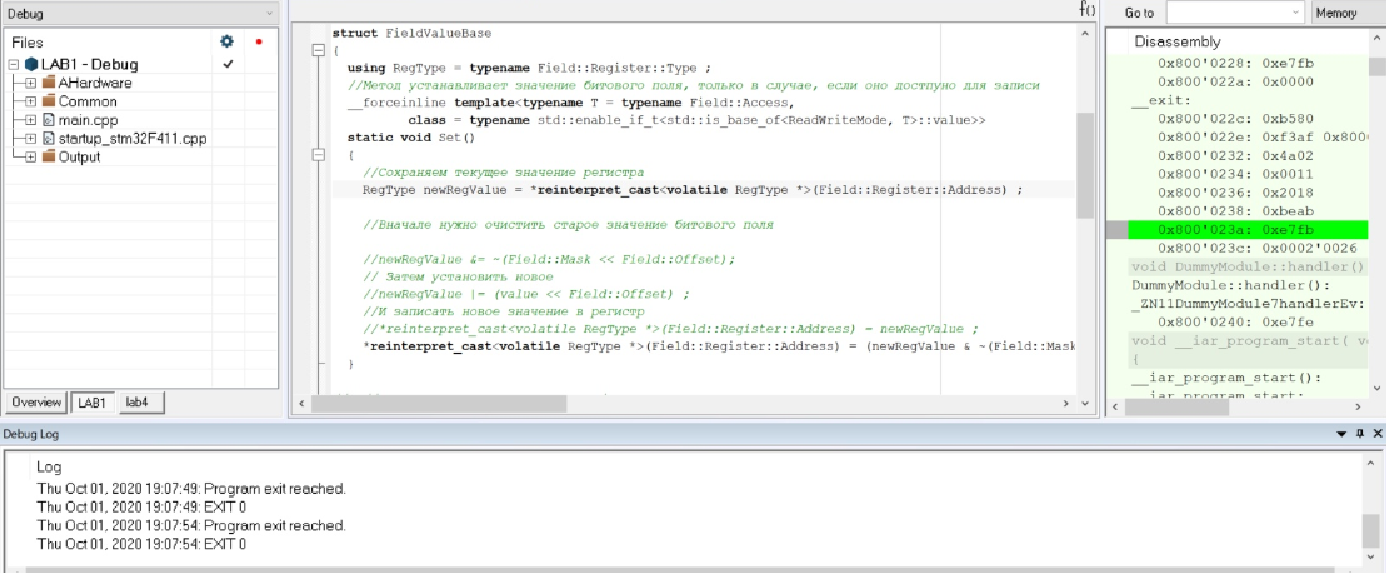 Debug
Files
LAB1 - Debug
AHardware
Common
main.cpp
startup_stm32F411.cpp
Output
Overview LAB1 lab4
f()
struct FieldValueBase
{
using RegType = typename Field::Register::Type ;
//Метод устанавливает значение битового поля, только в случае, если оно достпуно для записи
__forceinline template<typename T = typename Field::Access,
class = typename std::enable_if_t<std::is_base_of<ReadWriteMode, T>::value>>
static void Set()
{
//Сохраняем текущее значение регистра
RegType newRegValue = *reinterpret_cast<volatile RegType *>(Field::Register::Address) ;
//Вначале нужно очистить старое значение битового поля
//newRegValue &= ~(Field::Mask << Field::Offset);
// Затем установить новое
//newRegValue |= (value << Field::Offset) ;
//И записать новое значение в регистр
//*reinterpret_cast<volatile RegType *>(Field::Register::Address) = newRegValue ;
*reinterpret_cast<volatile RegType *>(Field::Register::Address) = (newRegValue & ~(Field::Mask
}
Go to Memory
Disassembly
0x800'0228: 0xe7fb
0x800'022a: 0x0000
__exit:
0x800'022c: 0xb580
0x800'022e: 0xf3af 0x800
0x800'0232: 0x4a02
0x800'0234: 0x0011
0x800'0236: 0x2018
0x800'0238: 0xbeab
0x800'023a: 0xe7fb
0x800'023c: 0x0002'0026
void DummyModule::handler()
DummyModule::handler():
_ZN11DummyModule7handlerEv:
0x800'0240: 0xe7fe
void __iar_program_start( v
{
__iar_program_start():
__iar_program_start:
Debug Log
Log
Thu Oct 01, 2020 19:07:49: Program exit reached.
Thu Oct 01, 2020 19:07:49: EXIT 0
Thu Oct 01, 2020 19:07:54: Program exit reached.
Thu Oct 01, 2020 19:07:54: EXIT 0